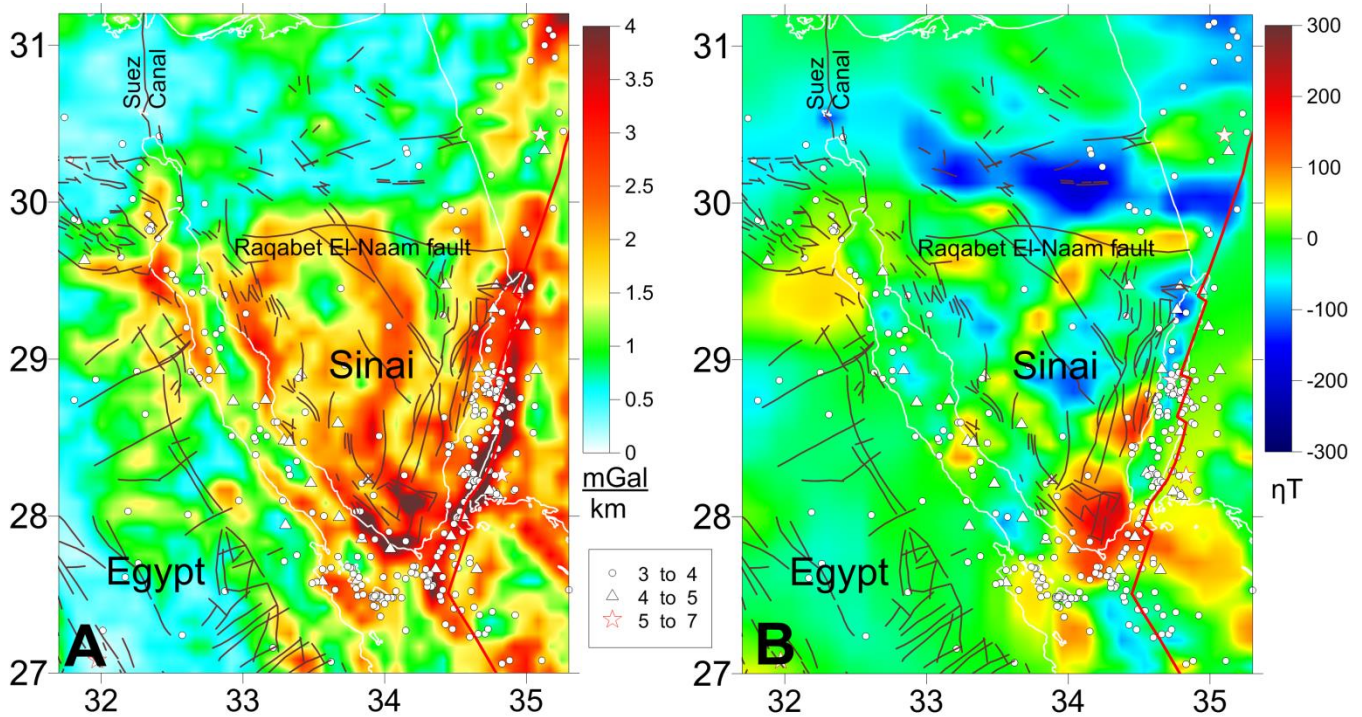 31
30
29
28
27
32
33
34
35
Suez
Canal
Raqabet El-Naam fault
Sinai
Egypt
A
4
3.5
3
2.5
2
1.5
1
0.5
0
mGal
km
3 to 4
4 to 5
5 to 7
31
30
29
28
27
32
33
34
35
Suez
Canal
Raqabet El-Naam fault
Sinai
Egypt
B
300
200
100
0
-100
-200
-300
ηT